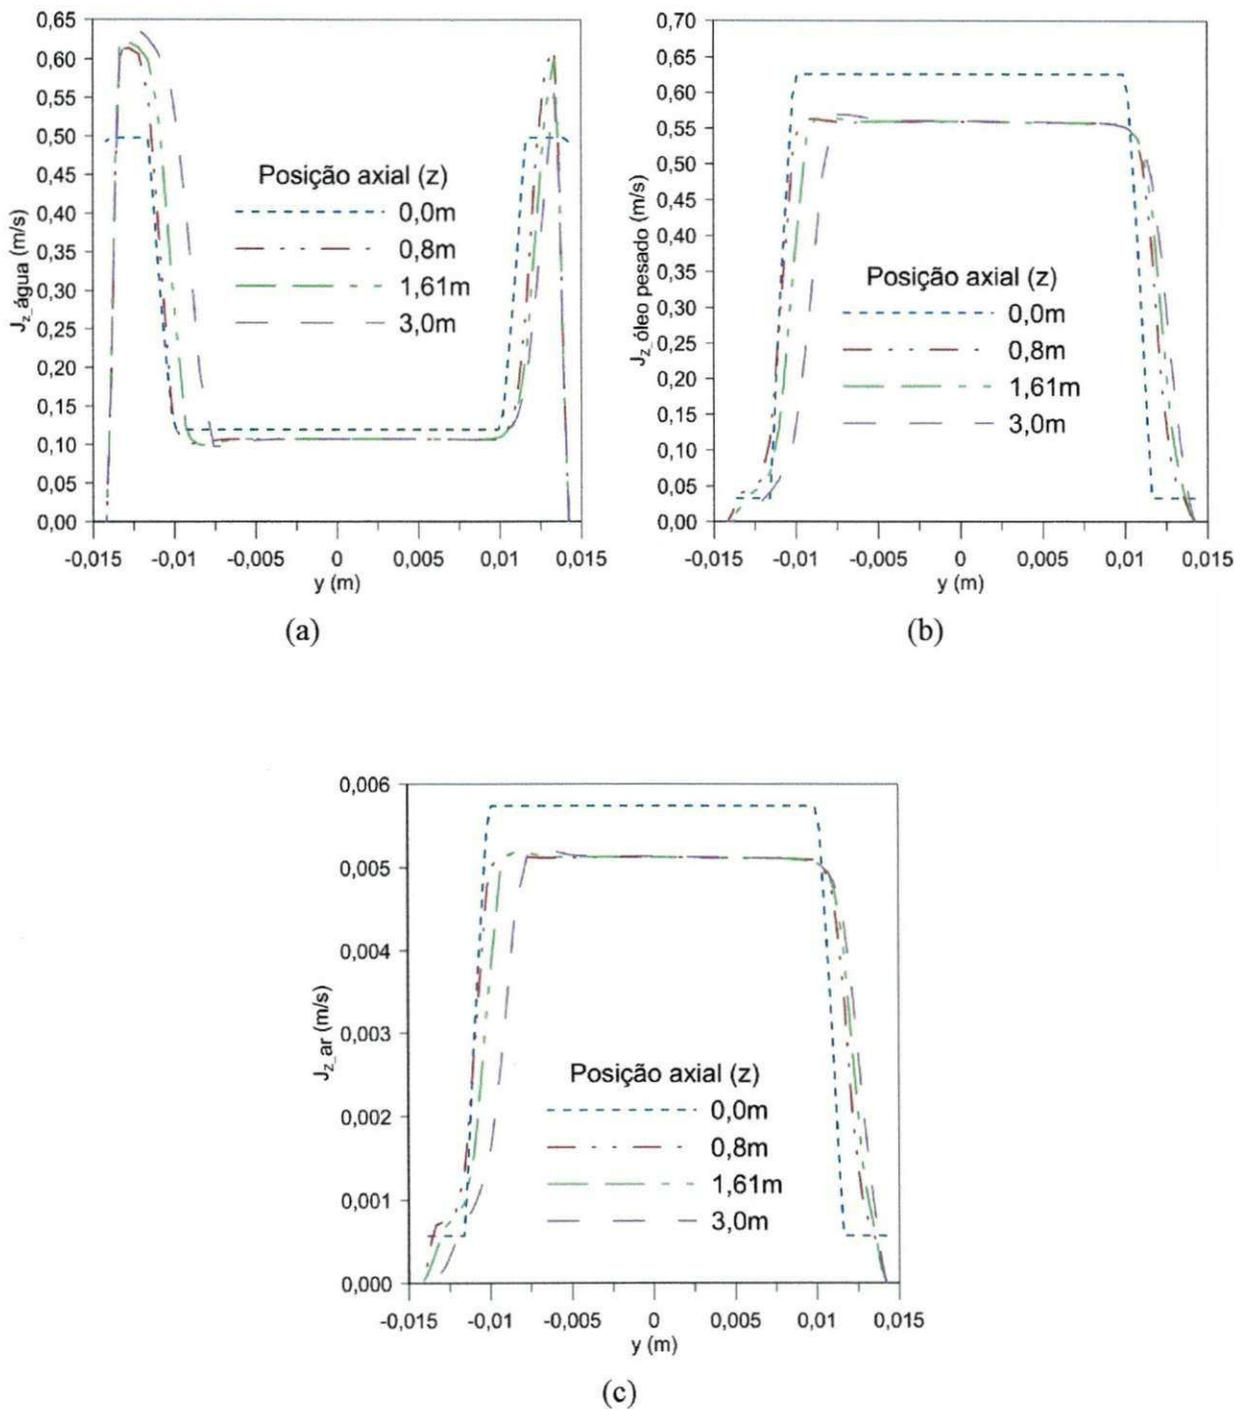 0,65
0,60
0,55
0,50
0,45
0,40
0,35
0,30
0,25
0,20
0,15
0,10
0,05
0,00
J_z_água (m/s)
Posição axial (z)
0,0m
0,8m
1,61m
3,0m
-0,015 -0,01 -0,005 0 0,005 0,01 0,015
y (m)
(a)
0,70
0,65
0,60
0,55
0,50
0,45
0,40
0,35
0,30
0,25
0,20
0,15
0,10
0,05
0,00
J_z_óleo pesado (m/s)
Posição axial (z)
0,0m
0,8m
1,61m
3,0m
-0,015 -0,01 -0,005 0 0,005 0,01 0,015
y (m)
(b)
0,006
0,005
0,004
0,003
0,002
0,001
0,000
J_z_ar (m/s)
Posição axial (z)
0,0m
0,8m
1,61m
3,0m
-0,015 -0,01 -0,005 0 0,005 0,01 0,015
y (m)
(c)